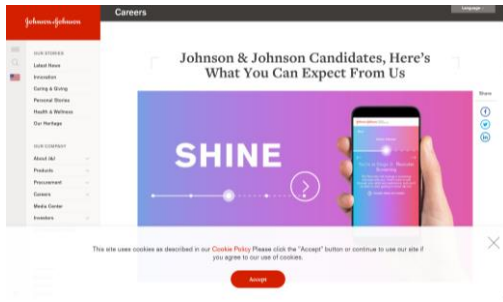 Johnson & Johnson
Careers
Language
OUR STORIES
Latest News
Innovation
Caring & Giving
Personal Stories
Health & Wellness
Our Heritage
OUR COMPANY
About J&J
Products
Procurement
Careers
Media Center
Investors
Johnson & Johnson Candidates, Here's
What You Can Expect From Us
SHINE
Share
This site uses cookies as described in our Cookie Policy Please click the "Accept" button or continue to use our site if
you agree to our use of cookies.
Accept